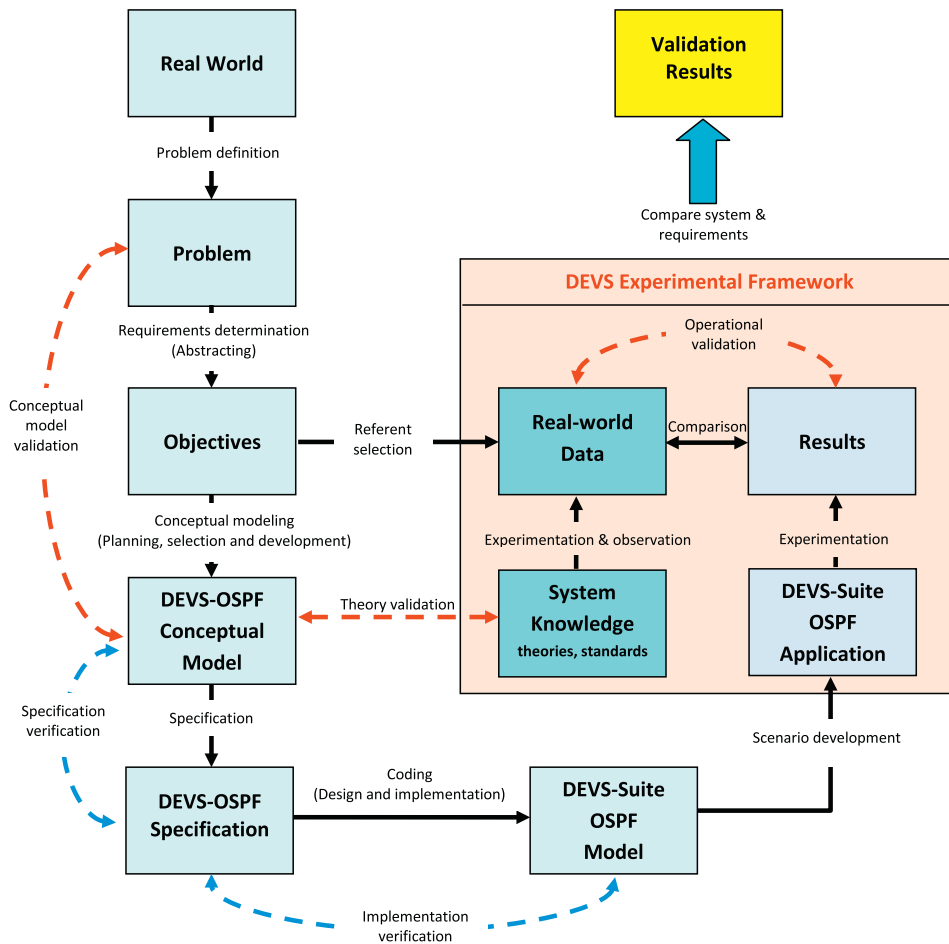 Real World
Validation
Results
Problem definition
Compare system &
requirements
Problem
DEVS Experimental Framework
Requirements determination
(Abstracting)
Operational
validation
Conceptual
model
validation
Objectives
Referent
selection
Real-world
Data
Comparison
Results
Conceptual modeling
(Planning, selection and development)
Experimentation & observation
Experimentation
DEVS-OSPF
Conceptual
Model
Theory validation
System
Knowledge
theories, standards
DEVS-Suite
OSPF
Application
Specification
verification
Specification
Scenario development
DEVS-OSPF
Specification
Coding
(Design and implementation)
DEVS-Suite
OSPF
Model
Implementation
verification